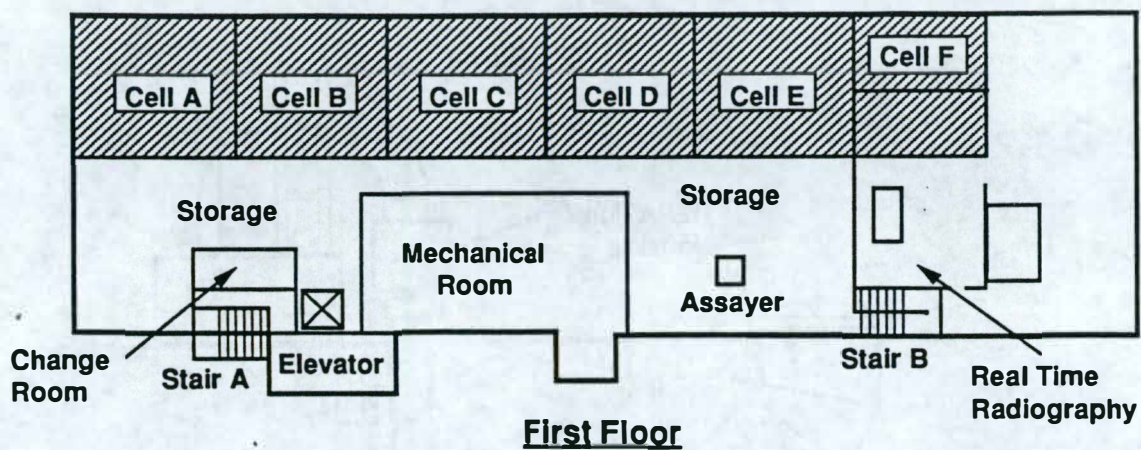 Cell A
Cell B
Cell C
Cell D
Cell E
Cell F
Storage
Storage
Mechanical
Room
Assayer
Change
Room
Stair A
Elevator
Stair B
Real Time
Radiography
First Floor